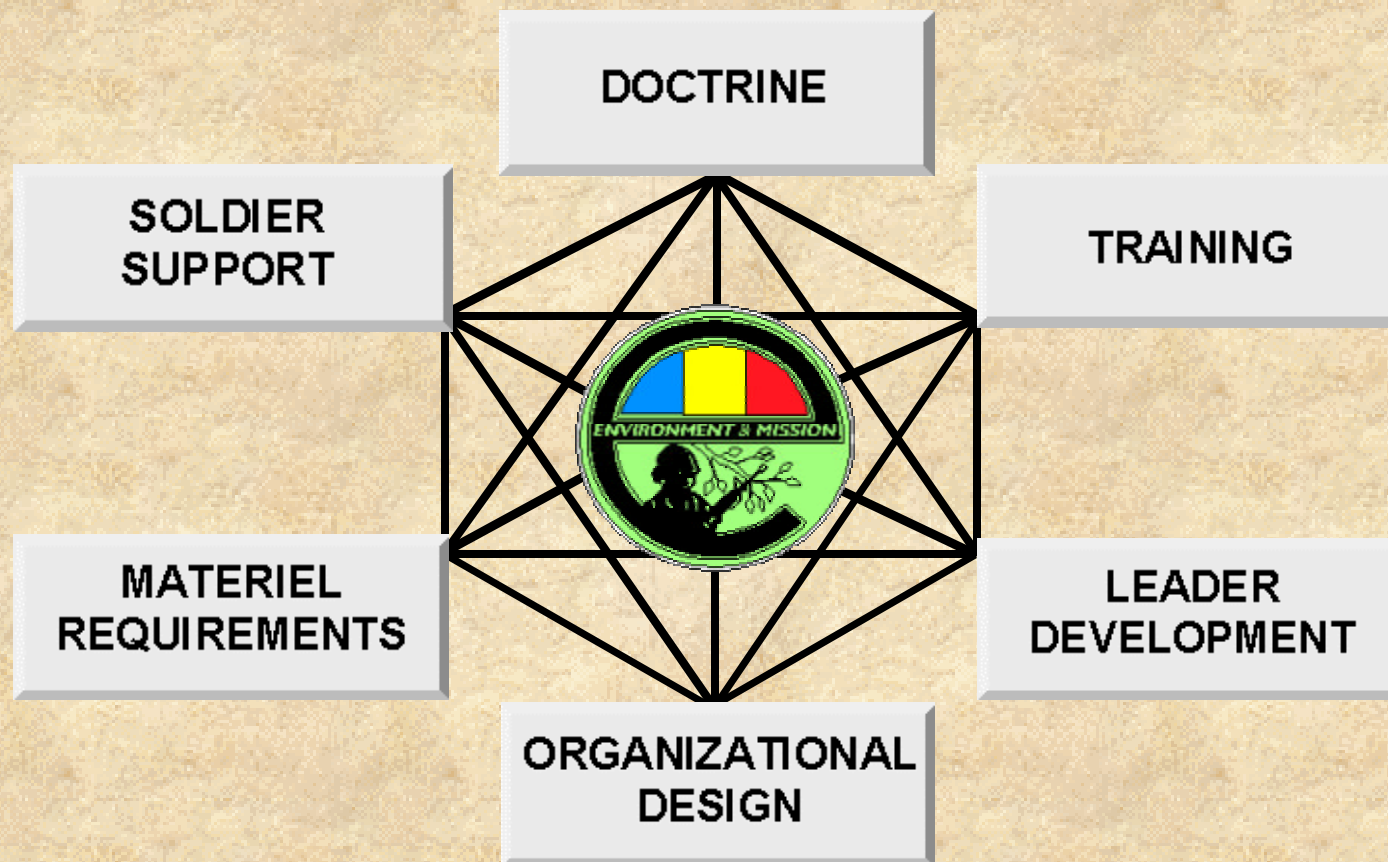 DOCTRINE
SOLDIER
SUPPORT
TRAINING
ENVIRONMENT & MISSION
MATERIEL
REQUIREMENTS
LEADER
DEVELOPMENT
ORGANIZATIONAL
DESIGN